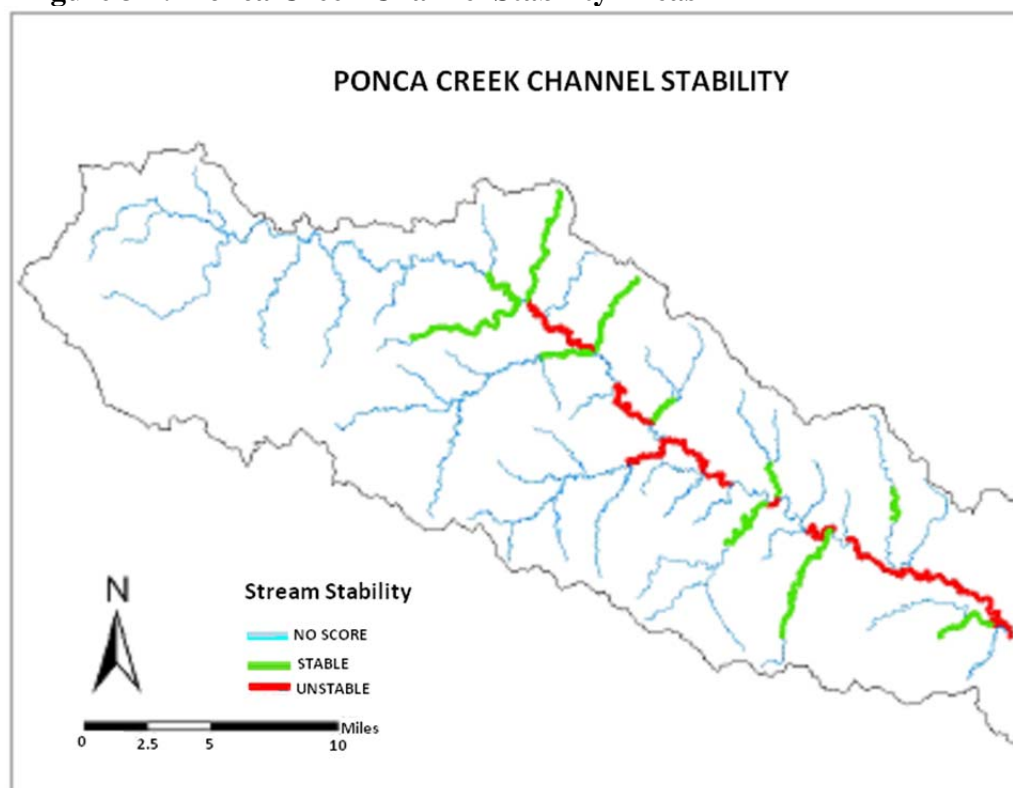 PONCA CREEK CHANNEL STABILITY
N
Stream Stability
NO SCORE
STABLE
UNSTABLE
Miles
0 2.5 5 10